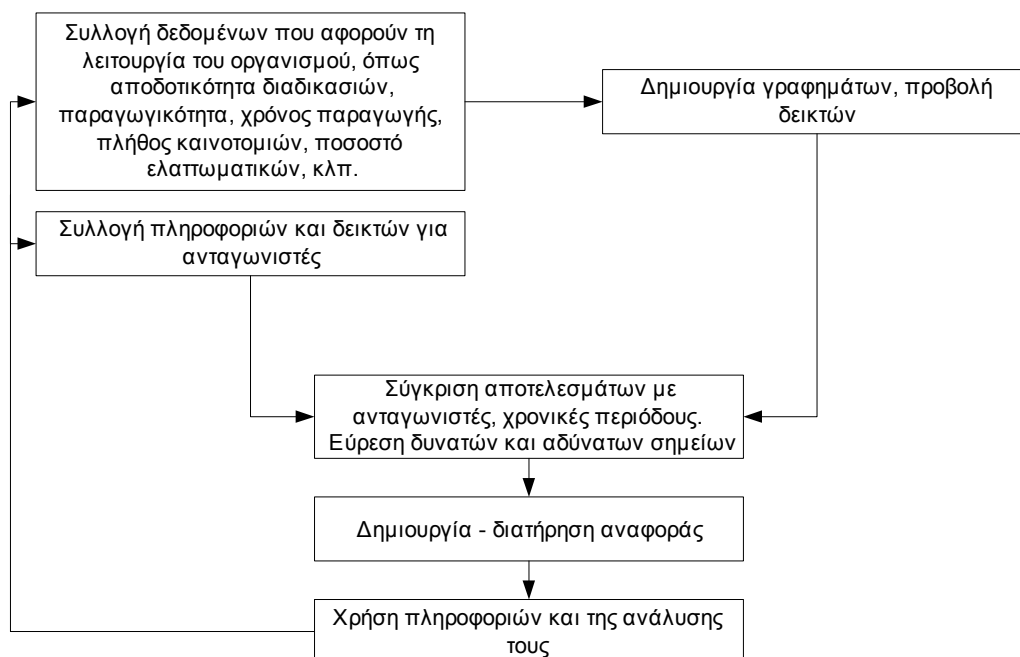 Συλλογή δεδομένων που αφορούν τη
λειτουργία του οργανισμού, όπως
αποδοτικότητα διαδικασιών,
παραγωγικότητα, χρόνος παραγωγής,
πλήθος καινοτομιών, ποσοστό
ελαττωματικών, κλπ.
Δημιουργία γραφημάτων, προβολή
δεικτών
Συλλογή πληροφοριών και δεικτών για
ανταγωνιστές
Σύγκριση αποτελεσμάτων με
ανταγωνιστές, χρονικές περιόδους.
Εύρεση δυνατών και αδύνατων σημείων
Δημιουργία - διατήρηση αναφοράς
Χρήση πληροφοριών και της ανάλυσης
τους